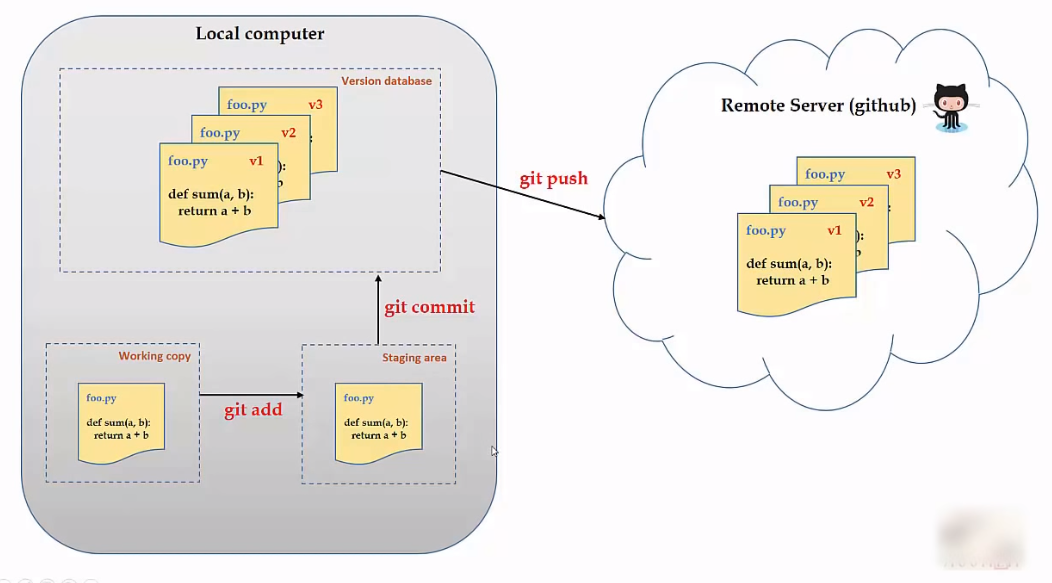 Local computer
Version database
foo.py v3
:
foo.py v2
):
b
foo.py v1
def sum(a, b):
return a + b
git push
Remote Server (github)
foo.py v3
:
foo.py v2
):
b
foo.py v1
def sum(a, b):
return a + b
git commit
Working copy
foo.py
def sum(a, b):
return a + b
git add
Staging area
foo.py
def sum(a, b):
return a + b